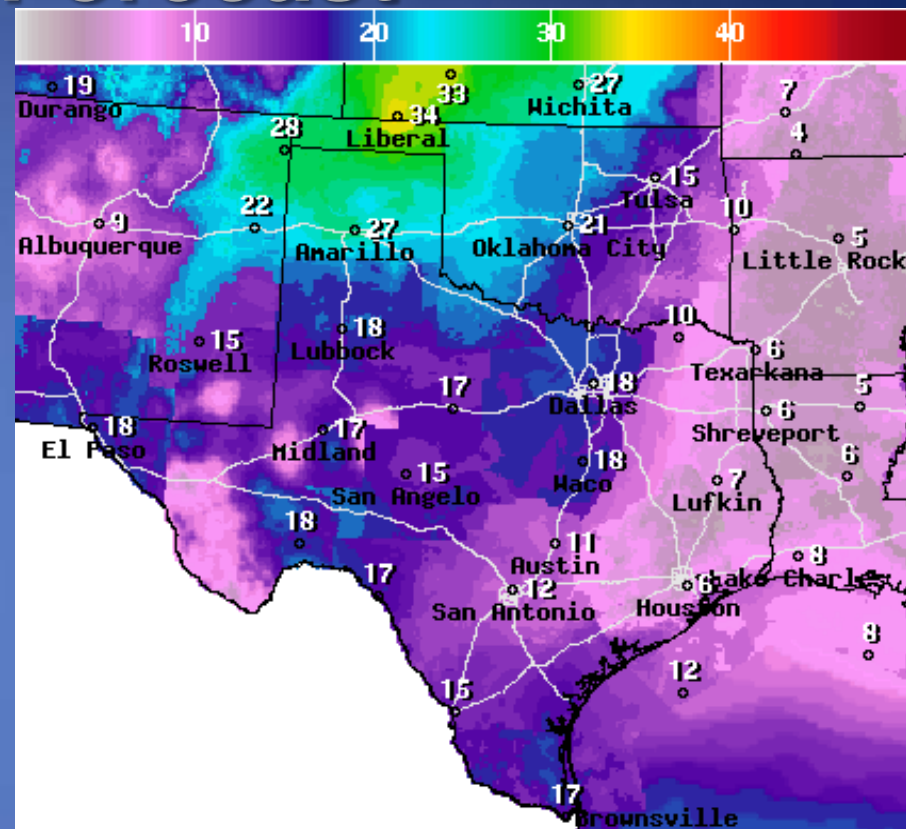 10 20 30 40
19 Durango
33
27 Wichita
34 Liberal
7
4
28
15 Tulsa
9 Albuquerque
22
27 Amarillo
21 Oklahoma City
10
5 Little Rock
15 Roswell
18 Lubbock
10
6 Texarkana
17
18 Dallas
6 Shreveport
5
18 El Paso
17 Midland
15 San Angelo
18 Waco
7 Lufkin
6
18
11 Austin
17
12 San Antonio
6 Houston
Lake Charles
12
15
17 Brownsville